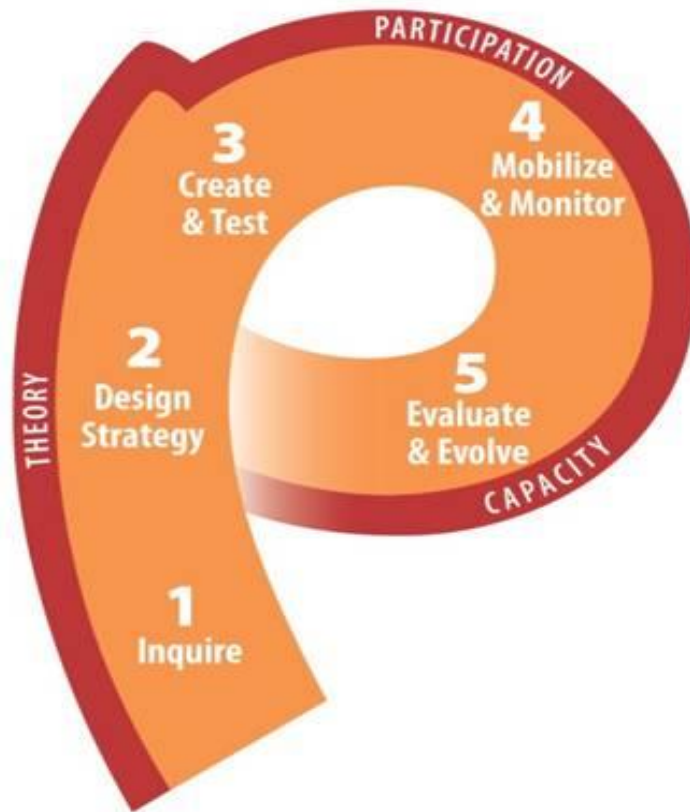 PARTICIPATION
3
Create
& Test
4
Mobilize
& Monitor
2
Design
Strategy
THEORY
5
Evaluate
& Evolve
CAPACITY
1
Inquire